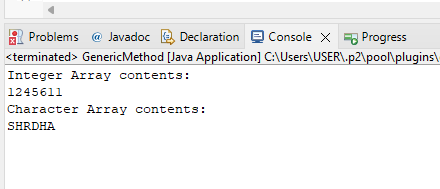 Problems @ Javadoc Declaration Console Progress
<terminated> GenericMethod [Java Application] C:\Users\USER\.p2\pool\plugins\
Integer Array contents:
1245611
Character Array contents:
SHRDHA